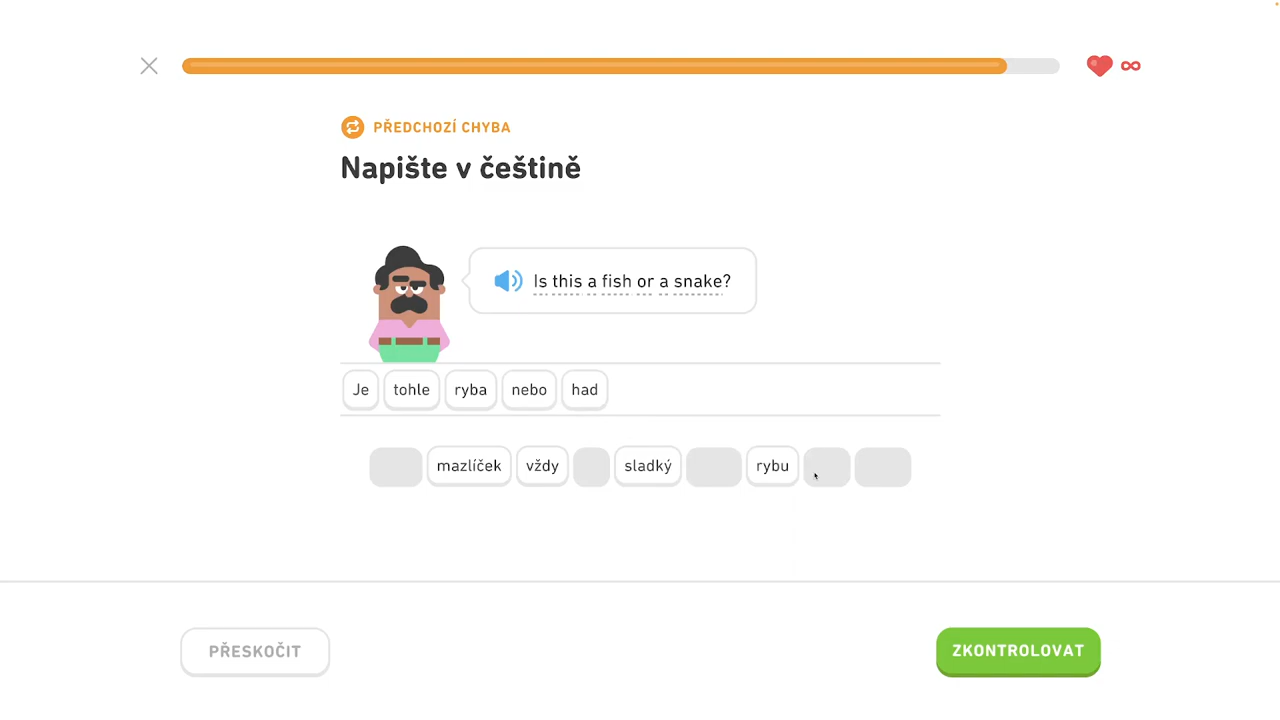 PŘEDCHOZÍ CHYBA
Napište v češtině
Is this a fish or a snake?
Je tohle ryba nebo had
mazlíček vždy sladký rybu
PŘESKOČIT ZKONTROLOVAT